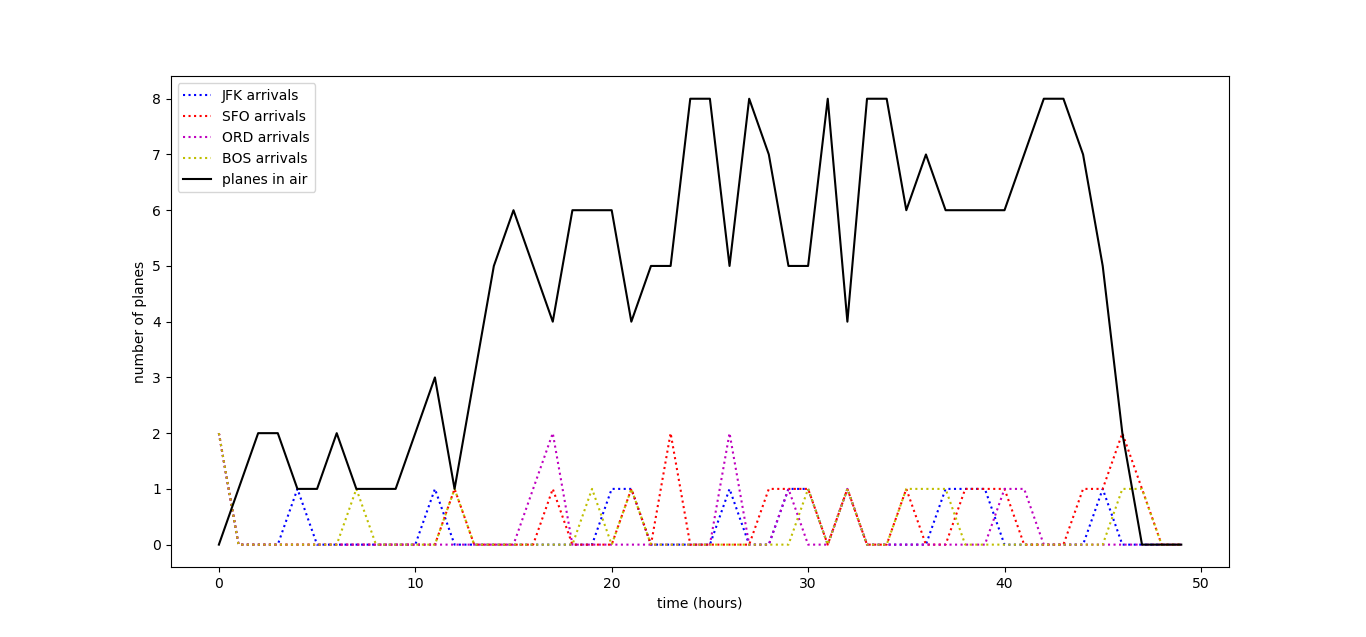 JFK arrivals
SFO arrivals
ORD arrivals
BOS arrivals
planes in air
number of planes
8
7
6
5
4
3
2
1
0
0 10 20 30 40 50
time (hours)